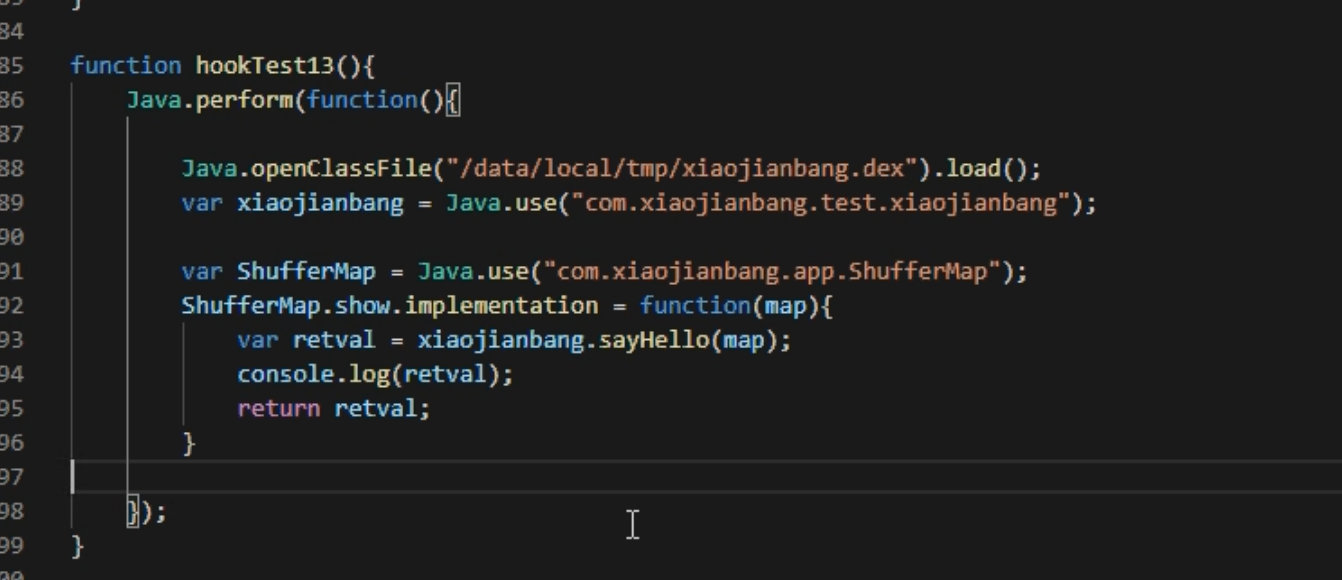 }
84
85 function hookTest13(){
86 Java.perform(function(){
87
88 Java.openClassFile("/data/local/tmp/xiaojianbang.dex").load();
89 var xiaojianbang = Java.use("com.xiaojianbang.test.xiaojianbang");
90
91 var ShufferMap = Java.use("com.xiaojianbang.app.ShufferMap");
92 ShufferMap.show.implementation = function(map){
93 var retval = xiaojianbang.sayHello(map);
94 console.log(retval);
95 return retval;
96 }
97
98 });
99 }